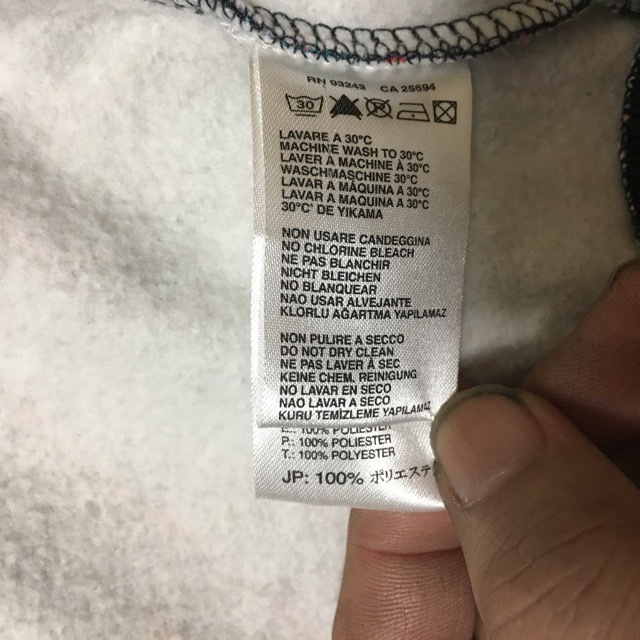 RN 93243 CA 25594
30
LAVARE A 30°C
MACHINE WASH TO 30°C
LAVER A MACHINE À 30°C
WASCHMASCHINE 30°C
LAVAR A MÁQUINA A 30°C
LAVAR A MAQUINA A 30°C
30°C' DE YIKAMA
NON USARE CANDEGGINA
NO CHLORINE BLEACH
NE PAS BLANCHIR
NICHT BLEICHEN
NO BLANQUEAR
NAO USAR ALVEJANTE
KLORLU AĞARTMA YAPILAMAZ
NON PULIRE A SECCO
DO NOT DRY CLEAN
NE PAS LAVER À SEC
KEINE CHEM. REINIGUNG
NO LAVAR EN SECO
NAO LAVAR A SECO
KURU TEMIZLEME YAPILAMAZ
E.: 100% POLIESTER
P.: 100% POLIESTER
T.: 100% POLYESTER
JP: 100% ポリエステ